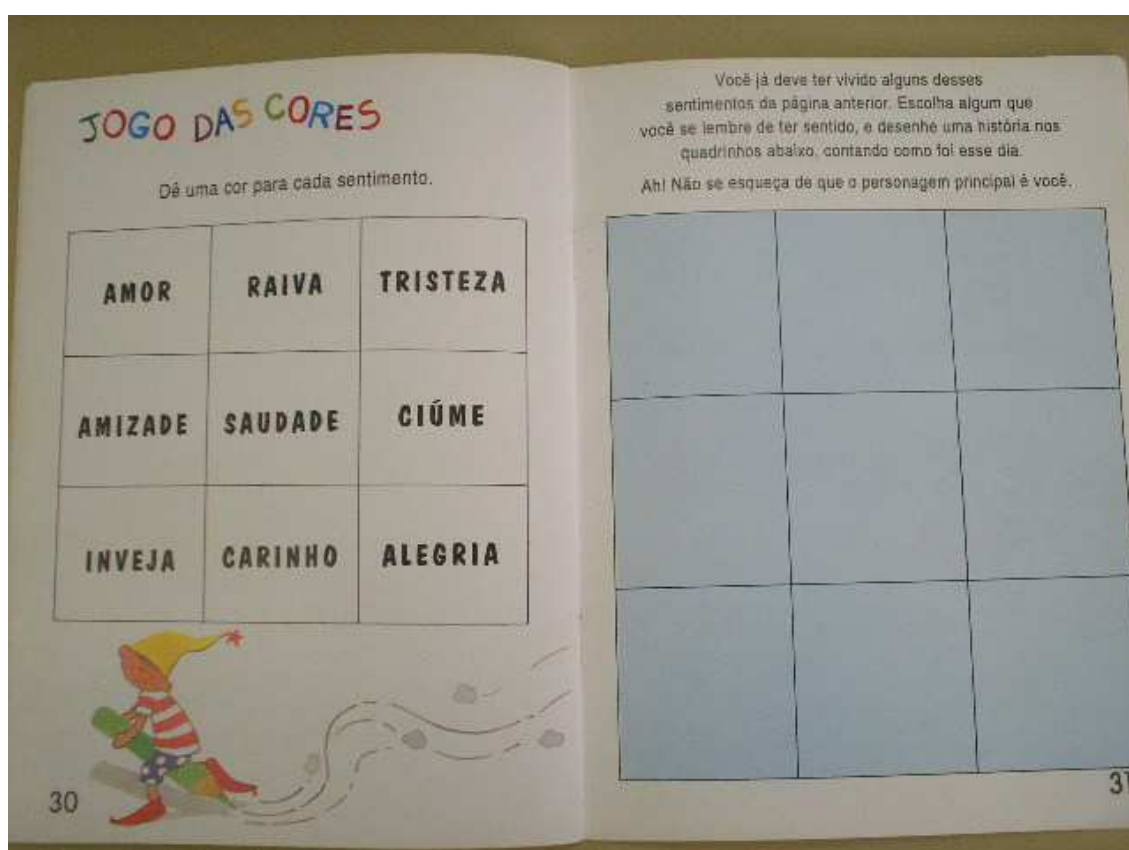 JOGO DAS CORES
Dê uma cor para cada sentimento.
AMOR RAIVA TRISTEZA
AMIZADE SAUDADE CIÚME
INVEJA CARINHO ALEGRIA
30
Você já deve ter vivido alguns desses
sentimentos da página anterior. Escolha algum que
você se lembre de ter sentido, e desenhe uma história nos
quadrinhos abaixo, contando como foi esse dia.
Ah! Não se esqueça de que o personagem principal é você.
31